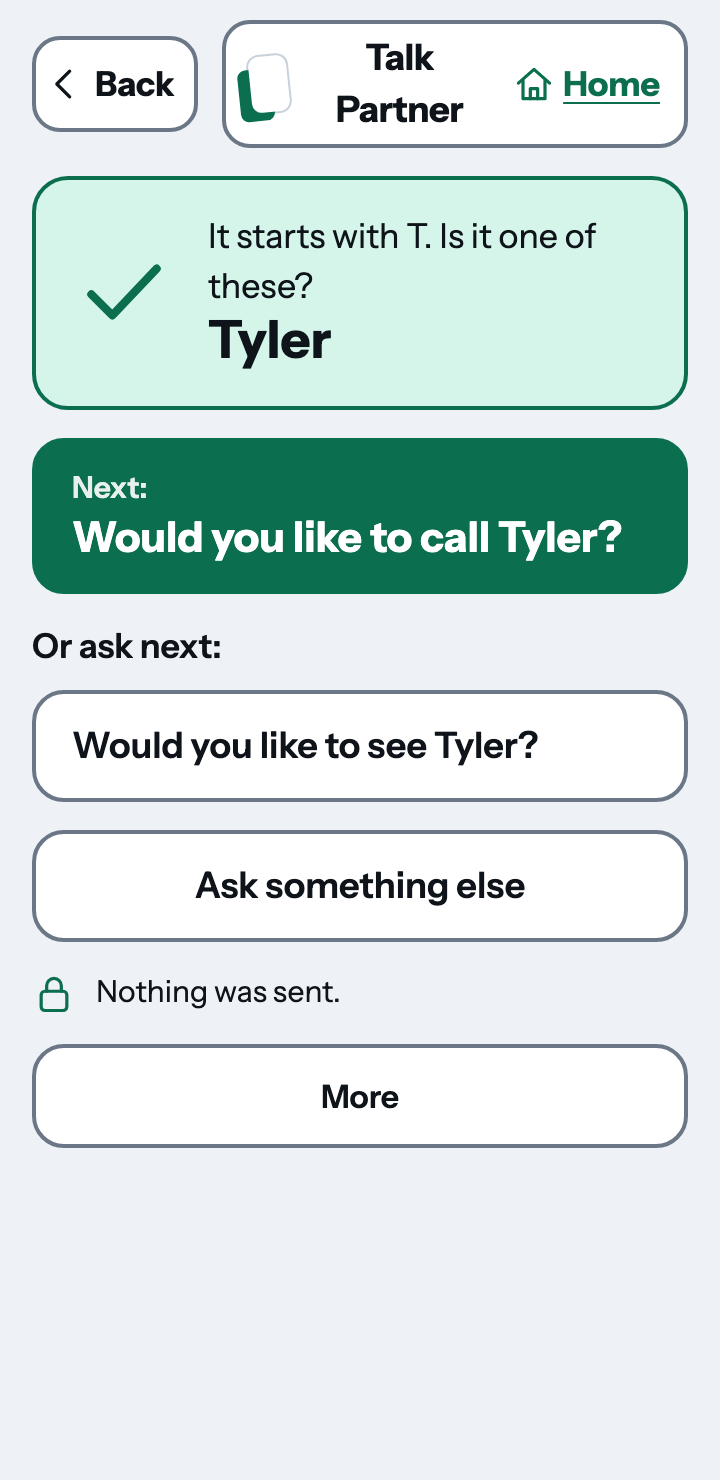 Back
Talk
Partner
Home
It starts with T. Is it one of
these?
Tyler
Next:
Would you like to call Tyler?
Or ask next:
Would you like to see Tyler?
Ask something else
Nothing was sent.
More